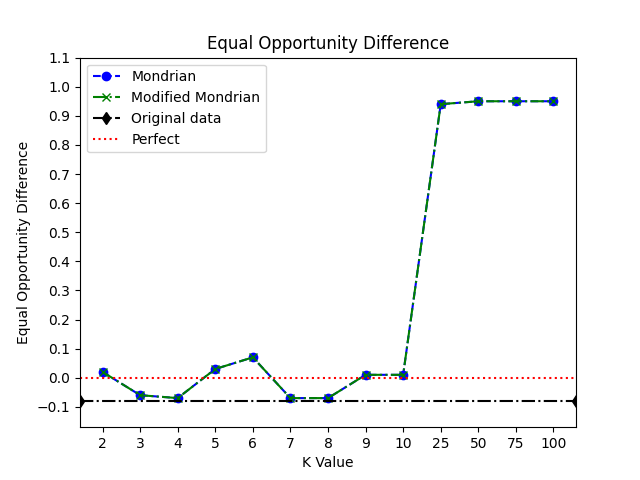 Equal Opportunity Difference
1.1
1.0
0.9
0.8
0.7
0.6
0.5
0.4
0.3
0.2
0.1
0.0
−0.1
Equal Opportunity Difference
Mondrian
Modified Mondrian
Original data
Perfect
2 3 4 5 6 7 8 9 10 25 50 75 100
K Value